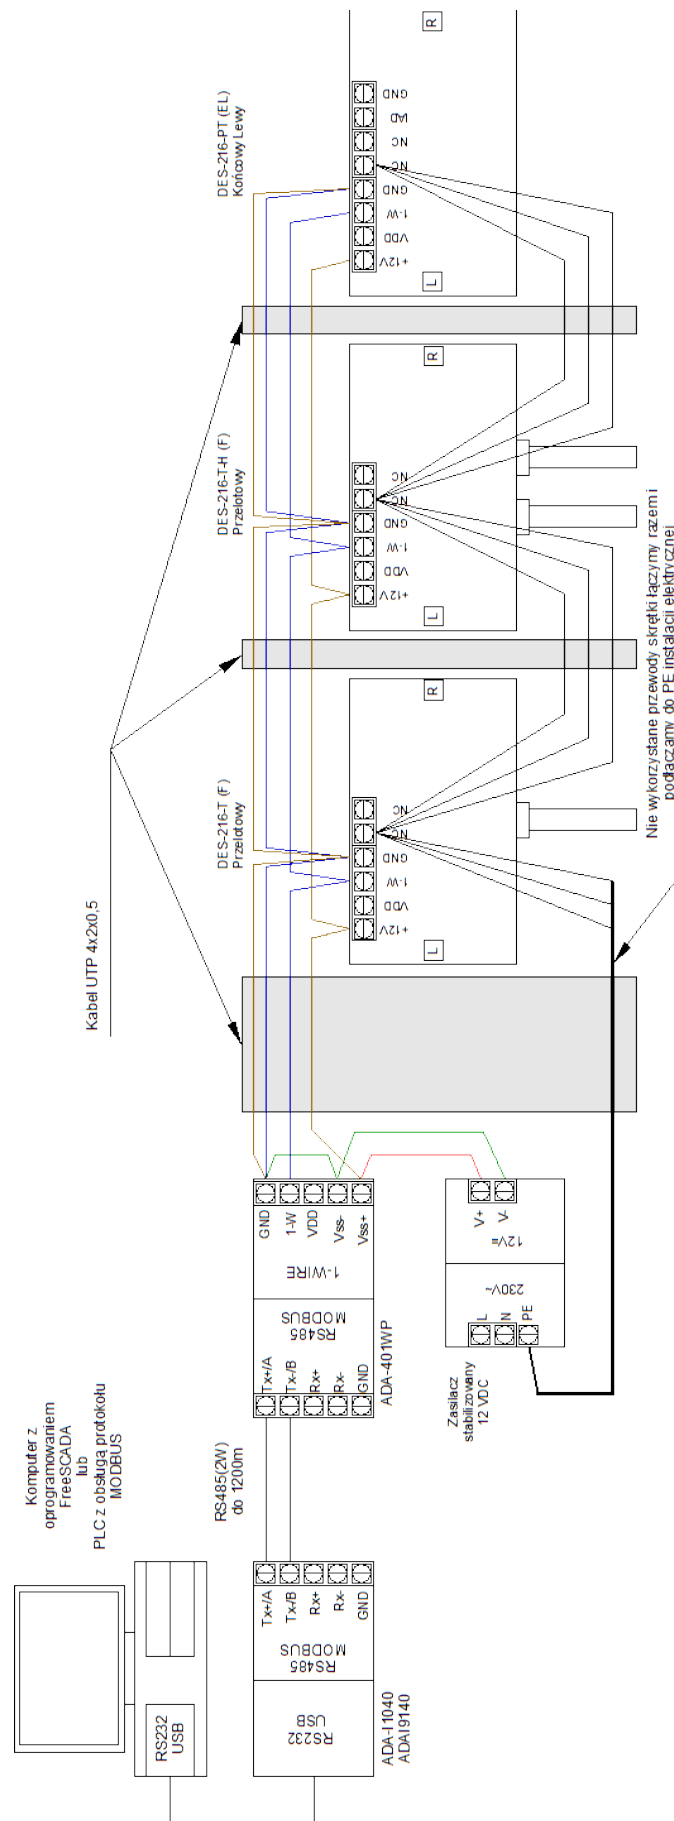 Komputer z
oprogramowaniem
FreeSCADA
lub
PLC z obsługą protokołu
MODBUS
RS232
USB
RS232
USB
RS485
MODBUS
Tx+/A
Tx-/B
Rx+
Rx-
GND
ADA-I1040
ADAI9140
RS485(2W)
do 1200m
Tx+/A
Tx-/B
Rx+
Rx-
GND
RS485
MODBUS
1-WIRE
GND
1-W
VDD
Vss-
Vss+
ADA-401WP
Zasilacz
stabilizowany
12 VDC
L
N
PE
230V~
12V=
V+
V-
Kabel UTP 4x2x0,5
DES-216-T (F)
Przelotowy
L
+12V
VDD
1-W
GND
NC
NC
R
DES-216-T-H (F)
Przelotowy
L
+12V
VDD
1-W
GND
NC
NC
R
DES-216-PT (EL)
Końcowy Lewy
L
+12V
VDD
1-W
GND
NC
NC
AD
GND
R
Nie wykorzystane przewody skrętki łączymy razem i
podłączamy do PE instalacji elektrycznej